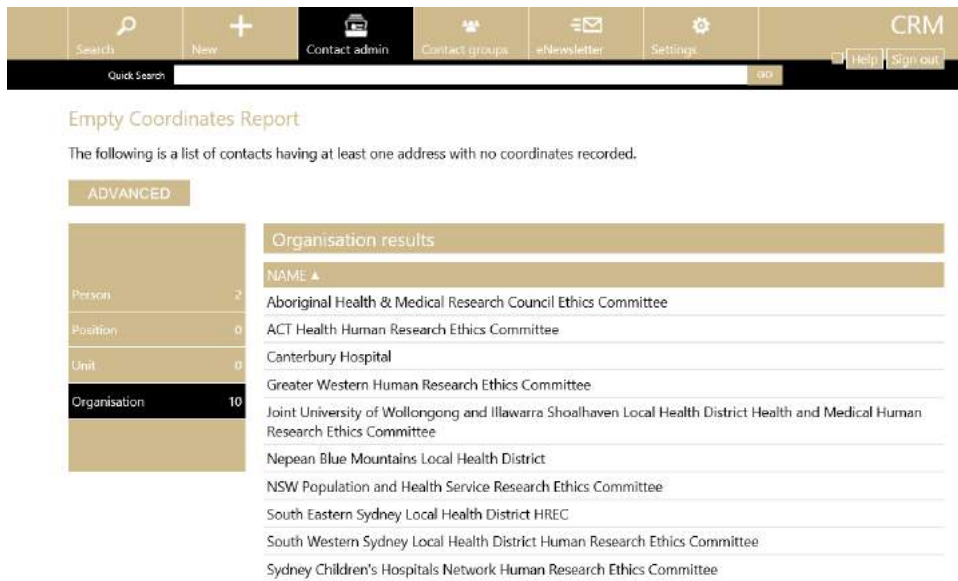 Search
New
Contact admin
Contact groups
eNewsletter
Settings
CRM
Help
Sign out
Quick Search
GO
Empty Coordinates Report
The following is a list of contacts having at least one address with no coordinates recorded.
ADVANCED
Person 2
Position 0
Unit 0
Organisation 10
Organisation results
NAME ▲
Aboriginal Health & Medical Research Council Ethics Committee
ACT Health Human Research Ethics Committee
Canterbury Hospital
Greater Western Human Research Ethics Committee
Joint University of Wollongong and Illawarra Shoalhaven Local Health District Health and Medical Human
Research Ethics Committee
Nepean Blue Mountains Local Health District
NSW Population and Health Service Research Ethics Committee
South Eastern Sydney Local Health District HREC
South Western Sydney Local Health District Human Research Ethics Committee
Sydney Children's Hospitals Network Human Research Ethics Committee